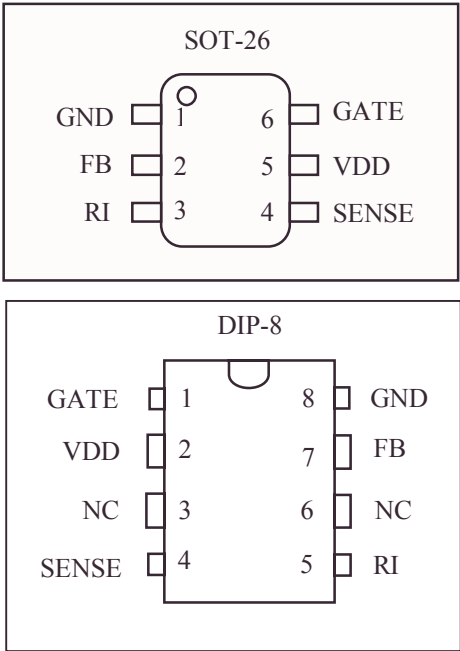 SOT-26
GND 1 6 GATE
FB 2 5 VDD
RI 3 4 SENSE
DIP-8
GATE 1 8 GND
VDD 2 7 FB
NC 3 6 NC
SENSE 4 5 RI